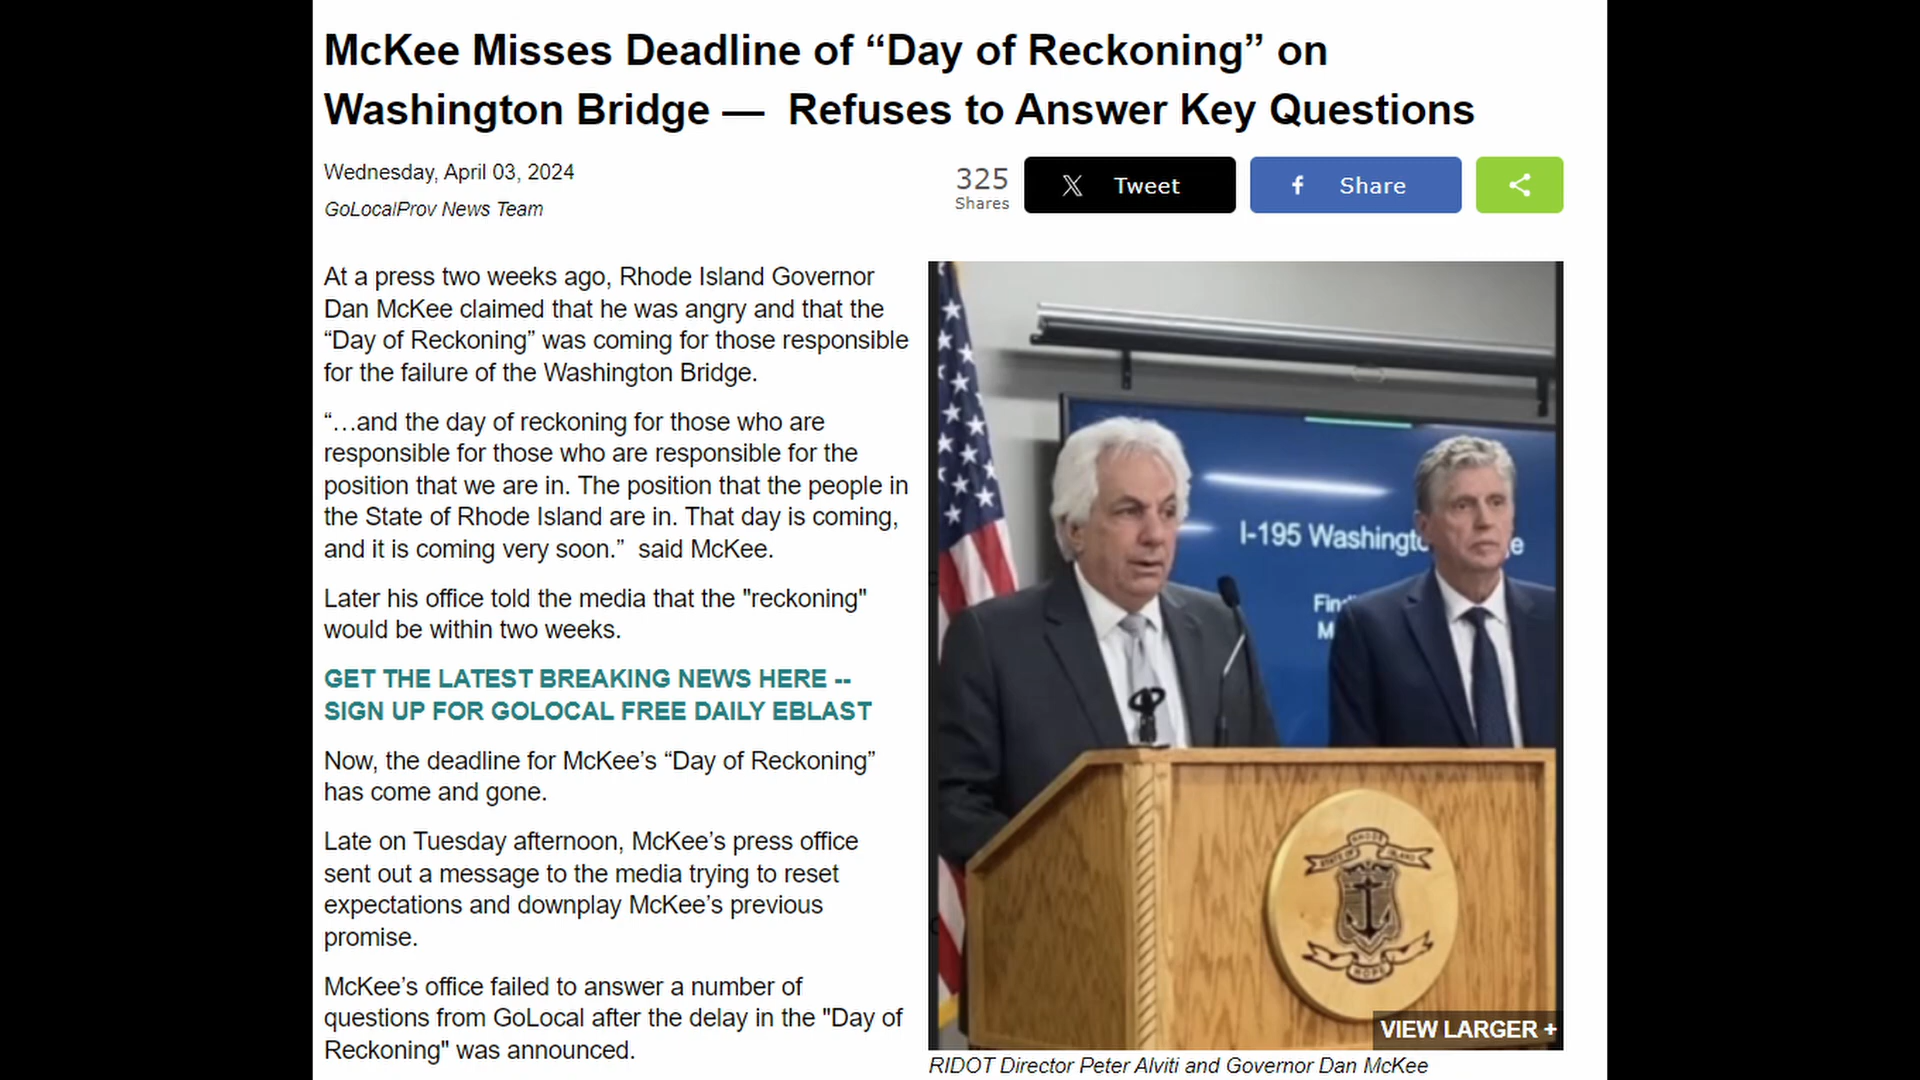 McKee Misses Deadline of “Day of Reckoning” on
Washington Bridge — Refuses to Answer Key Questions
Wednesday, April 03, 2024
GoLocalProv News Team
325
Shares
Tweet
Share
At a press two weeks ago, Rhode Island Governor
Dan McKee claimed that he was angry and that the
“Day of Reckoning” was coming for those responsible
for the failure of the Washington Bridge.
“…and the day of reckoning for those who are
responsible for those who are responsible for the
position that we are in. The position that the people in
the State of Rhode Island are in. That day is coming,
and it is coming very soon.” said McKee.
Later his office told the media that the "reckoning"
would be within two weeks.
GET THE LATEST BREAKING NEWS HERE --
SIGN UP FOR GOLOCAL FREE DAILY EBLAST
Now, the deadline for McKee’s “Day of Reckoning”
has come and gone.
Late on Tuesday afternoon, McKee’s press office
sent out a message to the media trying to reset
expectations and downplay McKee’s previous
promise.
McKee’s office failed to answer a number of
questions from GoLocal after the delay in the "Day of
Reckoning" was announced.
I-195 Washingto
STATE OF RHODE ISLAND
HOPE
VIEW LARGER +
RIDOT Director Peter Alviti and Governor Dan McKee